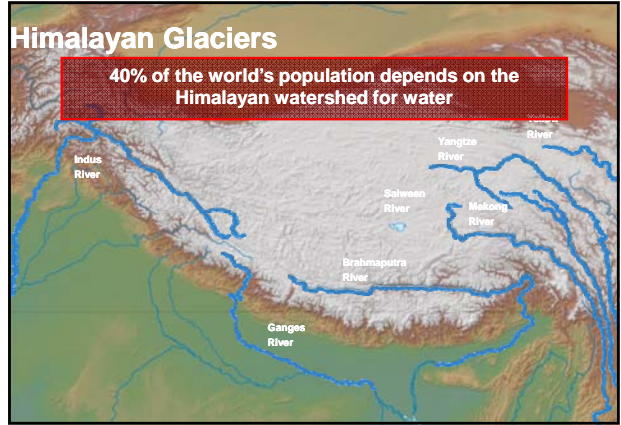 Himalayan Glaciers
40% of the world's population depends on the
Himalayan watershed for water
River
Yangtze
River
Indus
River
Salween
River
Mekong
River
Brahmaputra
River
Ganges
River